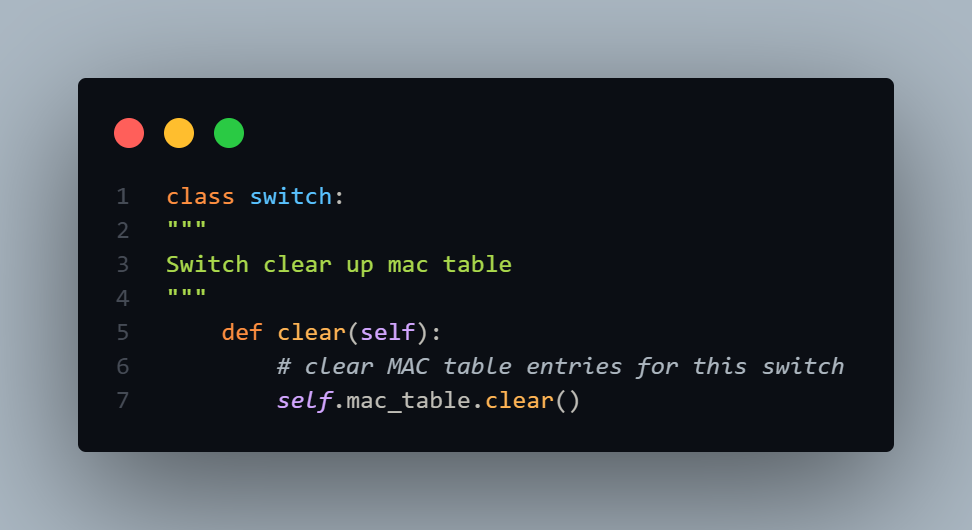 1 class switch:
2 """
3 Switch clear up mac table
4 """
5     def clear(self):
6         # clear MAC table entries for this switch
7         self.mac_table.clear()